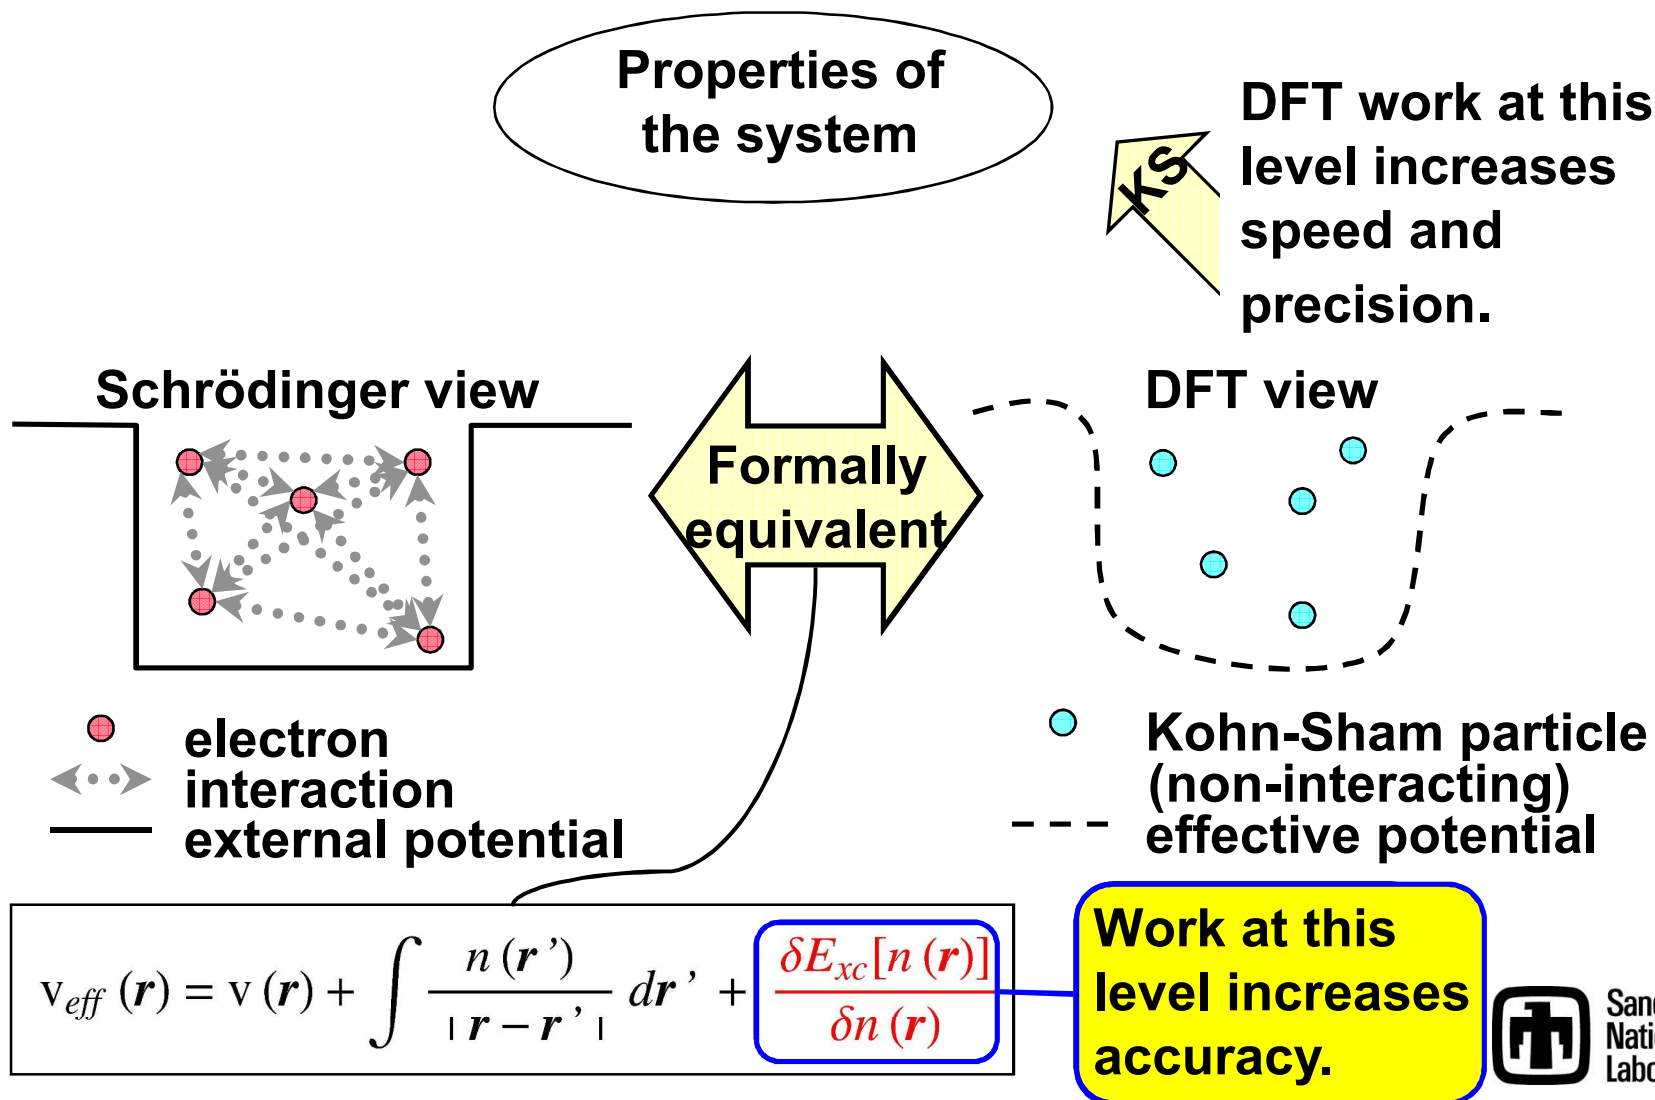 Properties of
the system
DFT work at this
level increases
speed and
precision.
KS
Schrödinger view
DFT view
Formally
equivalent
electron
interaction
external potential
Kohn-Sham particle
(non-interacting)
effective potential
v_eff (r) = v (r) + ∫ n (r’) / |r − r’| dr’ + δE_xc[n (r)] / δn (r)
Work at this
level increases
accuracy.